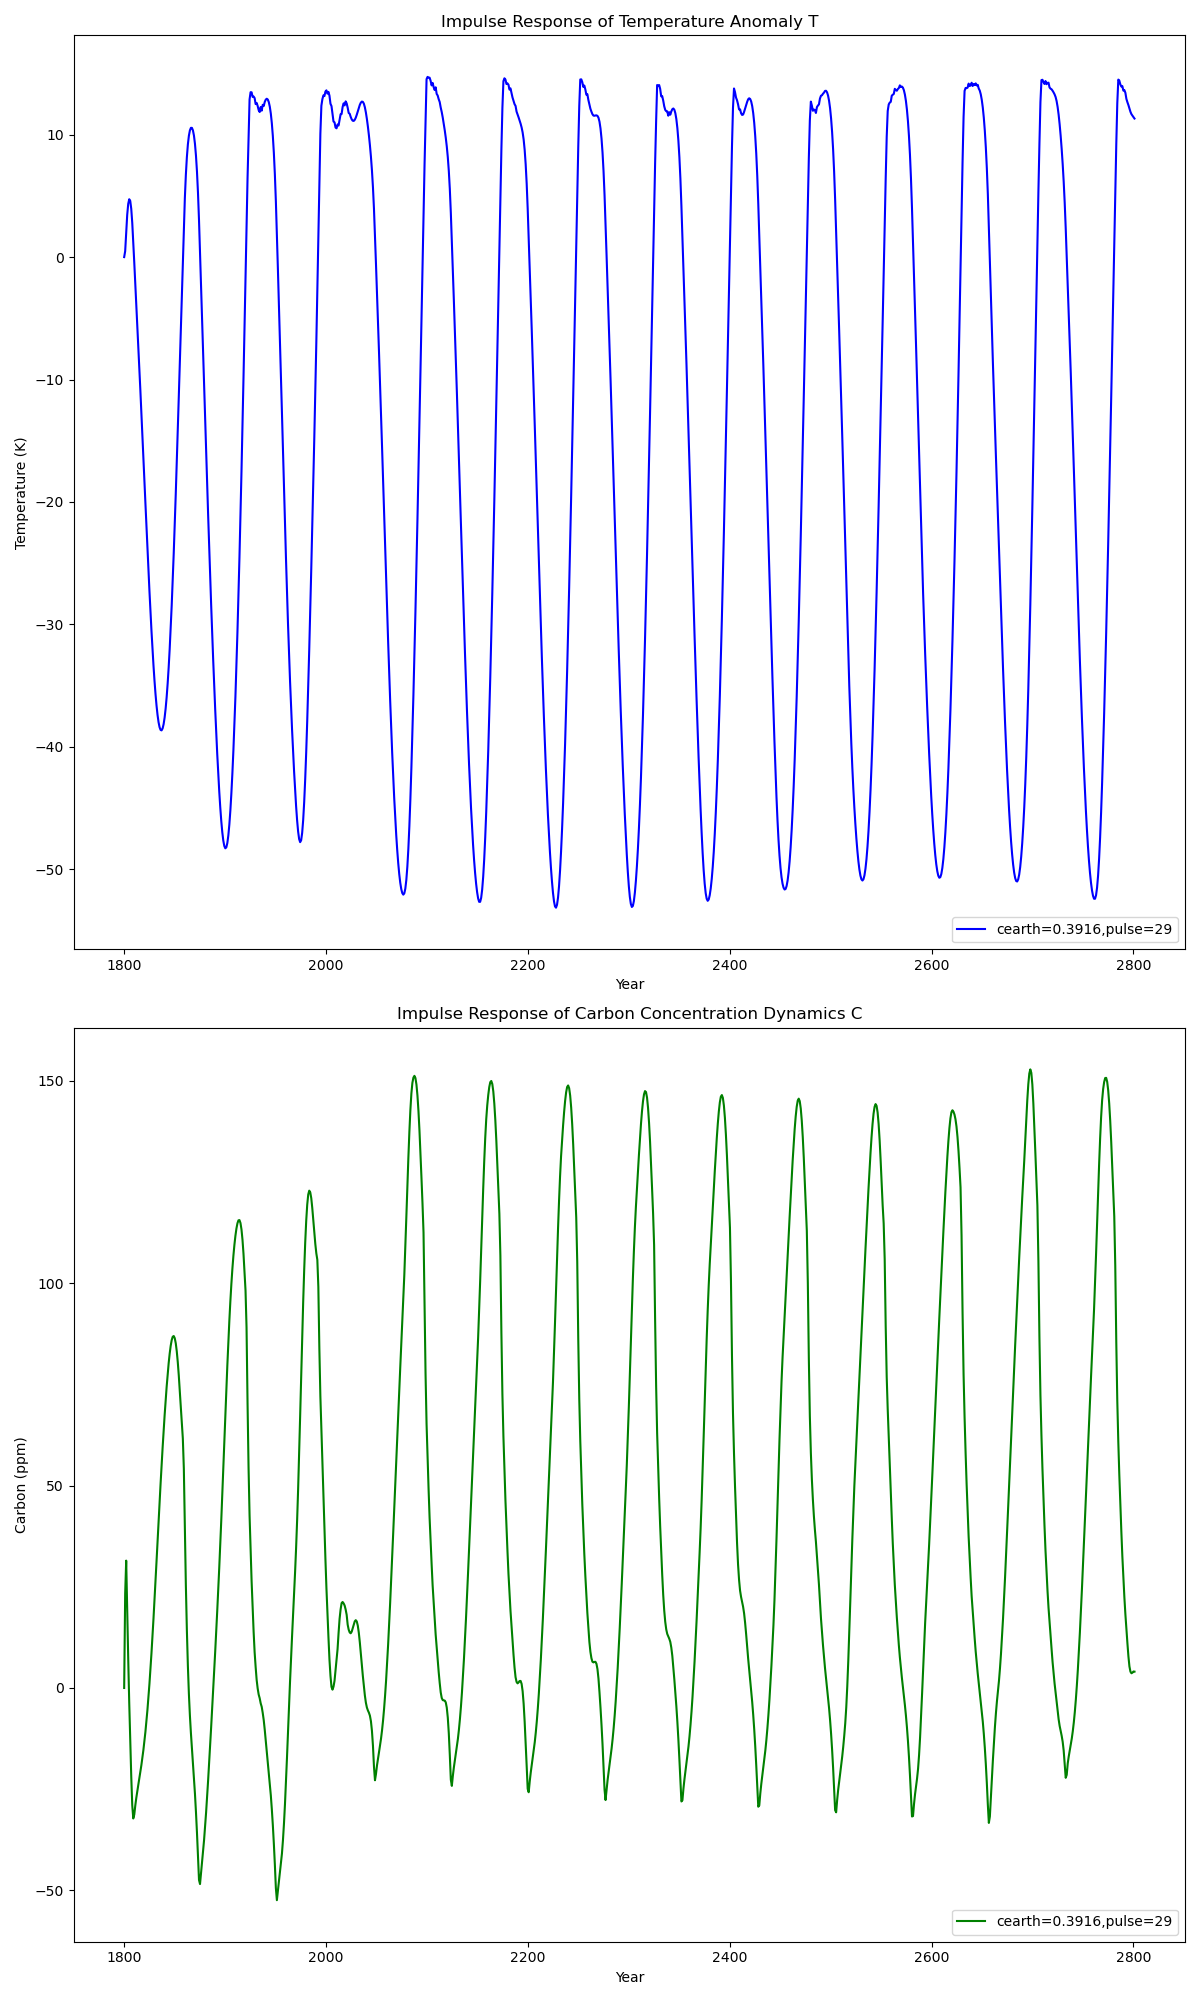 Impulse Response of Temperature Anomaly T
10
0
−10
−20
−30
−40
−50
Temperature (K)
cearth=0.3916,pulse=29
1800 2000 2200 2400 2600 2800
Year
Impulse Response of Carbon Concentration Dynamics C
150
100
50
0
−50
Carbon (ppm)
cearth=0.3916,pulse=29
1800 2000 2200 2400 2600 2800
Year